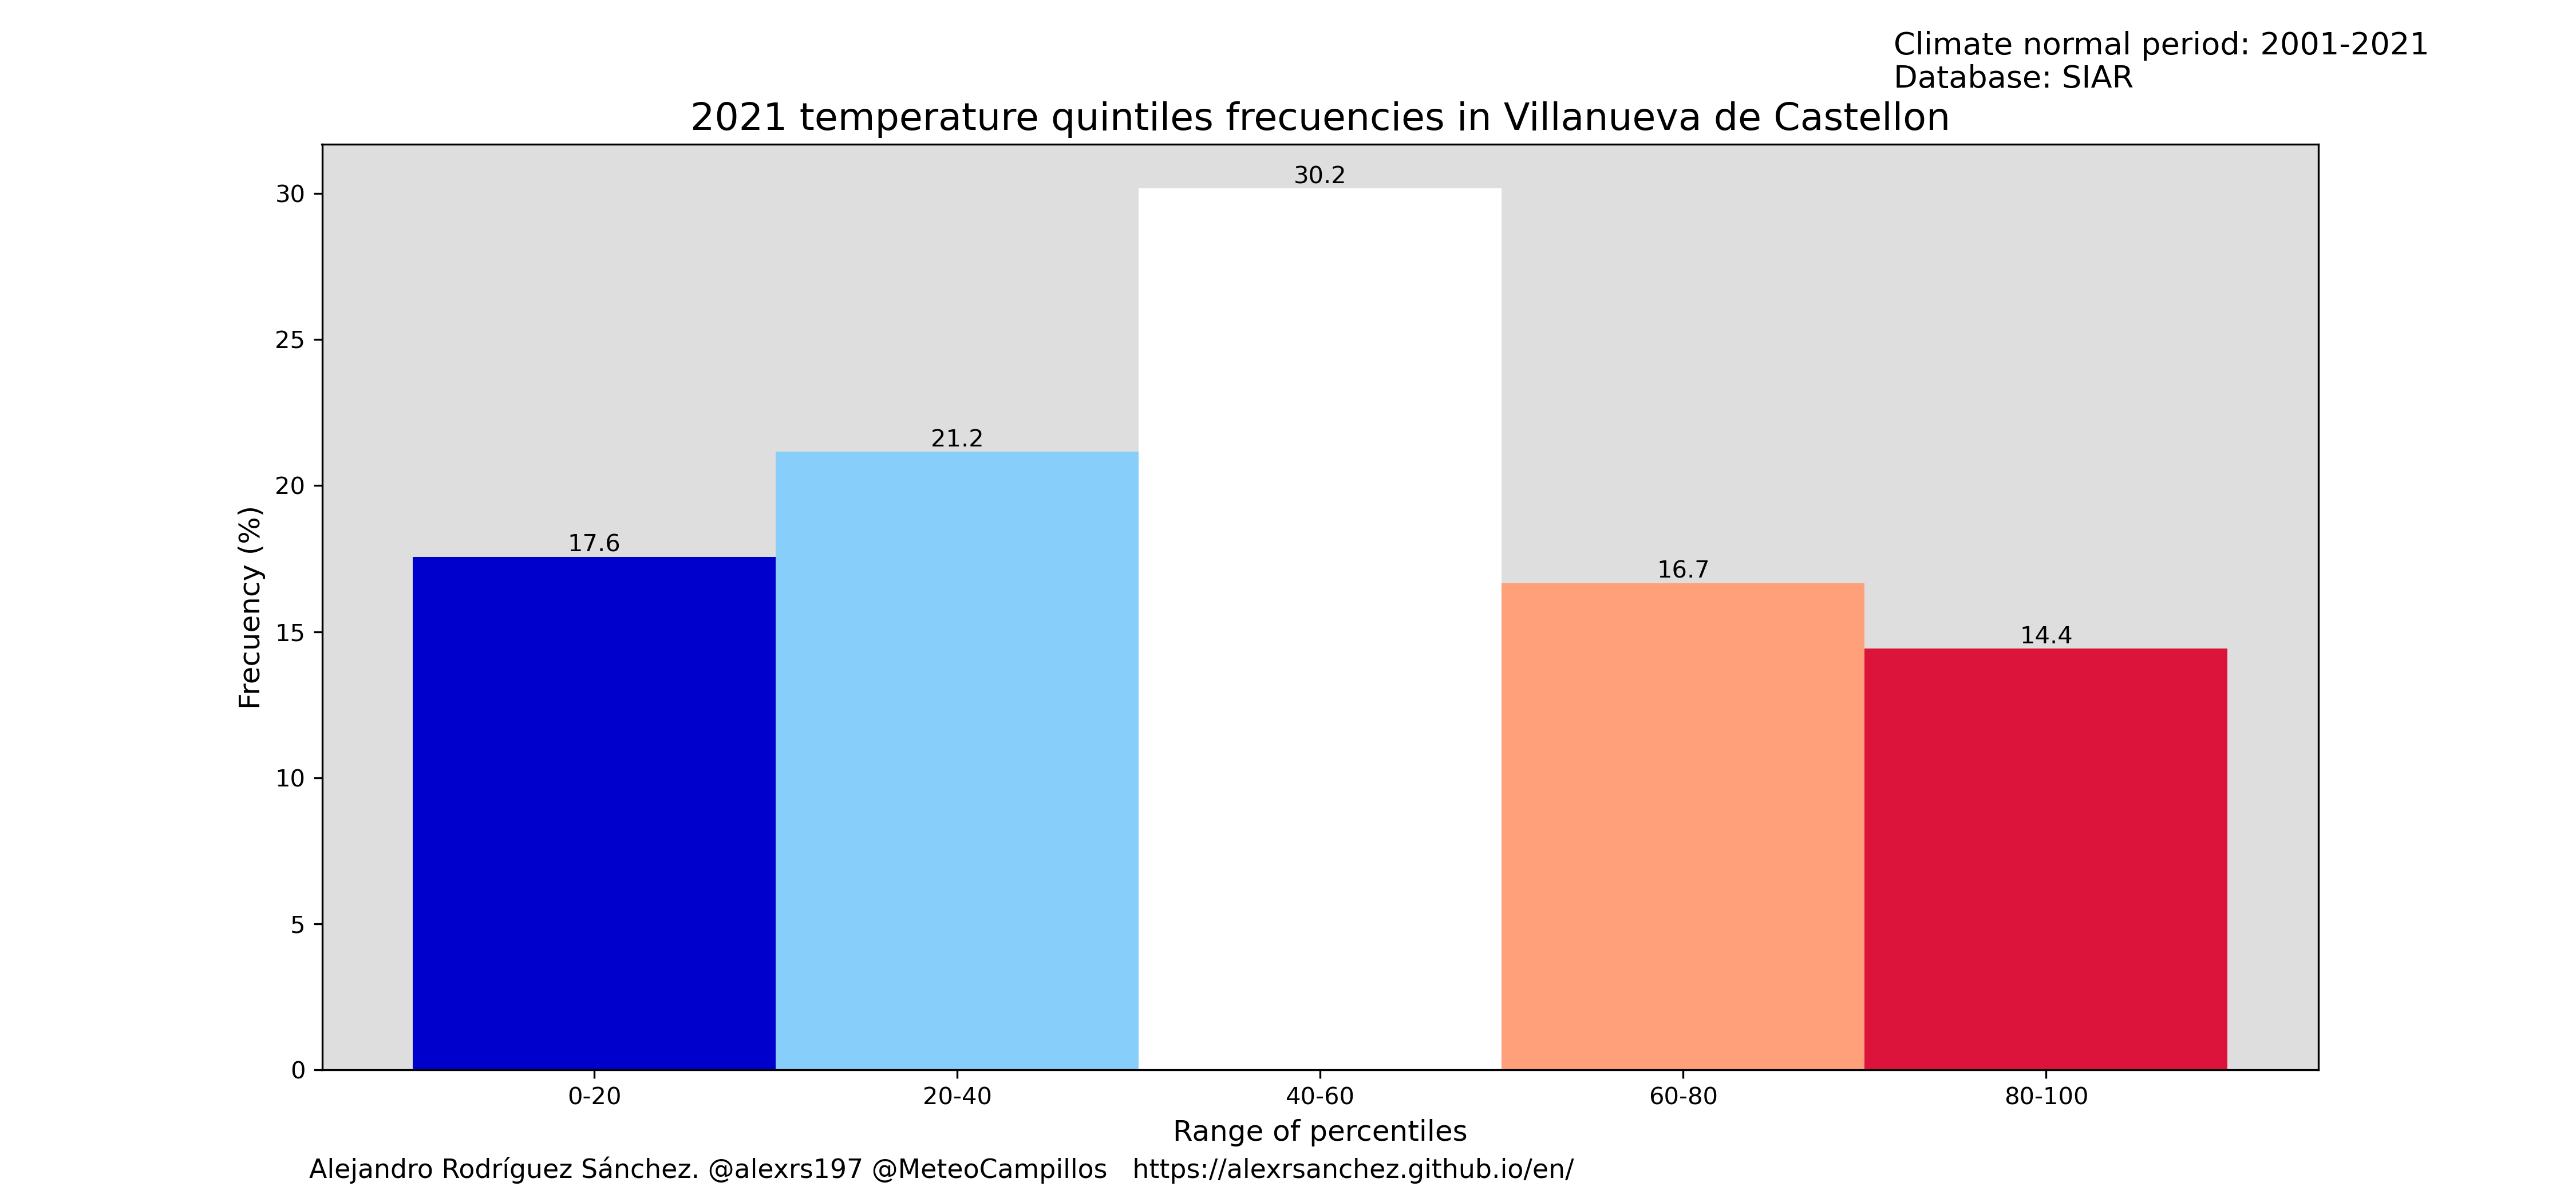 Climate normal period: 2001-2021
Database: SIAR
2021 temperature quintiles frecuencies in Villanueva de Castellon
Frecuency (%)
30
25
20
15
10
5
0
17.6
21.2
30.2
16.7
14.4
0-20
20-40
40-60
60-80
80-100
Range of percentiles
Alejandro Rodríguez Sánchez. @alexrs197 @MeteoCampillos https://alexrsanchez.github.io/en/